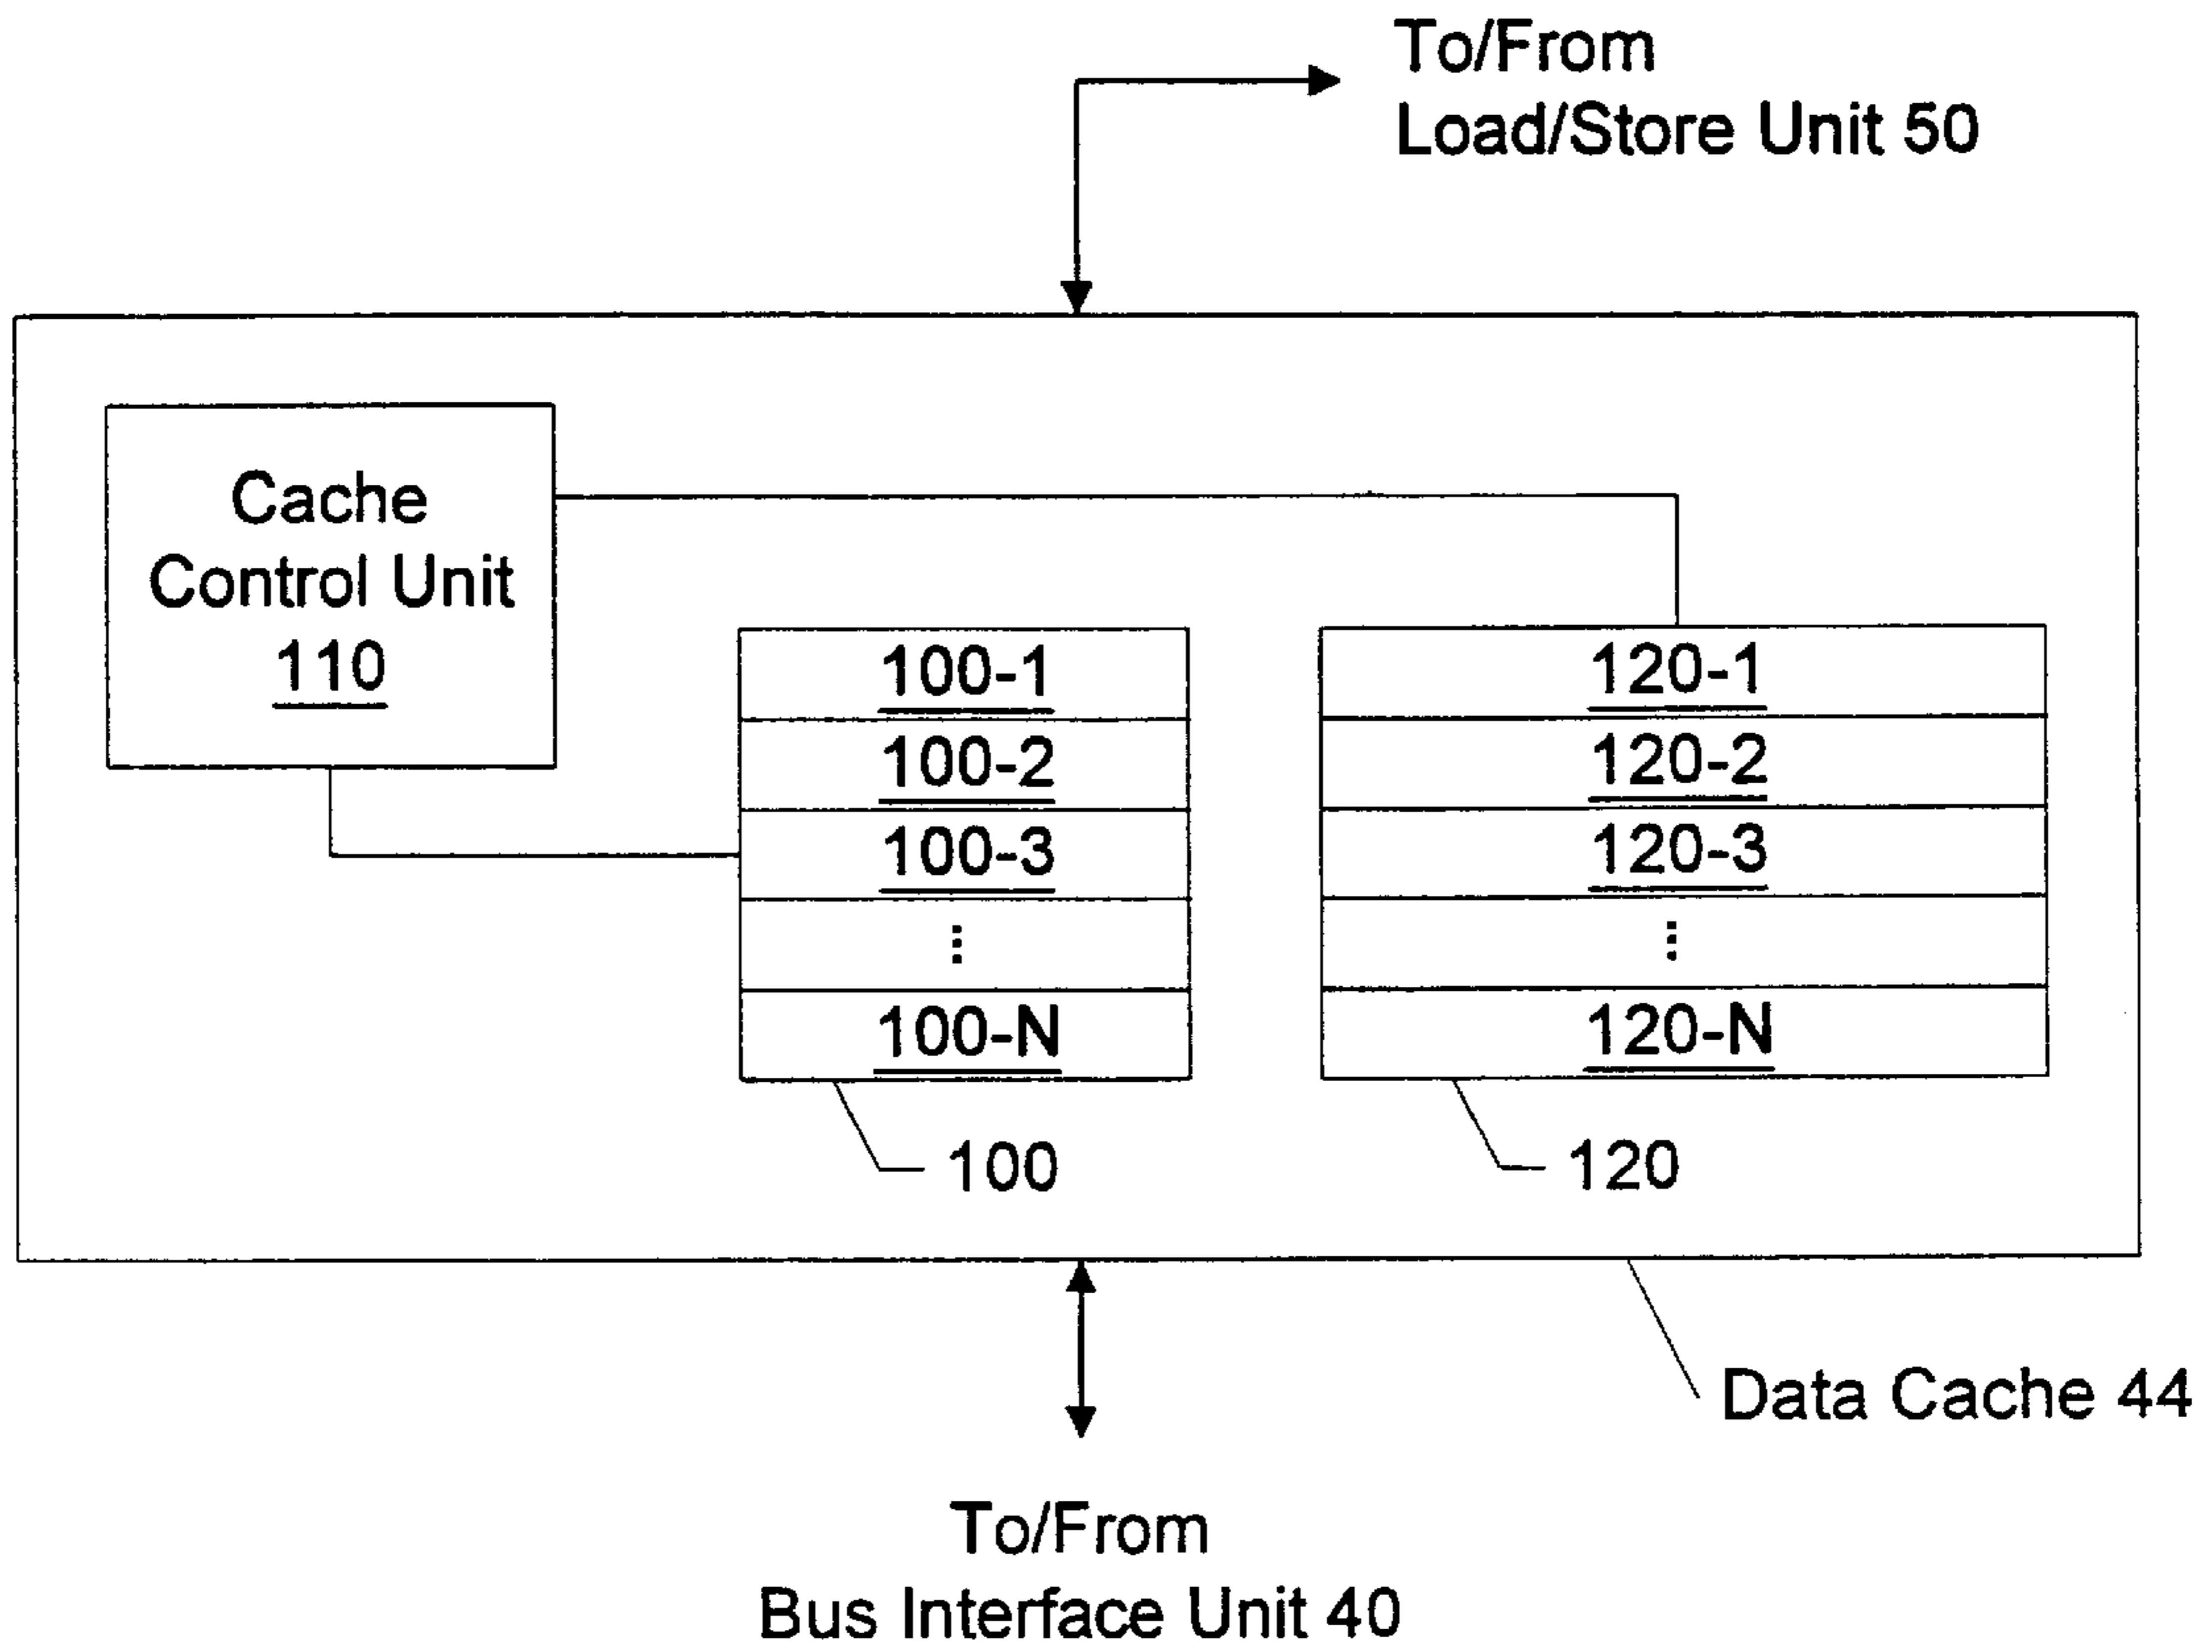 To/From
Load/Store Unit 50
Cache
Control Unit
110
100-1
100-2
100-3
⋮
100-N
100
120-1
120-2
120-3
⋮
120-N
120
Data Cache 44
To/From
Bus Interface Unit 40